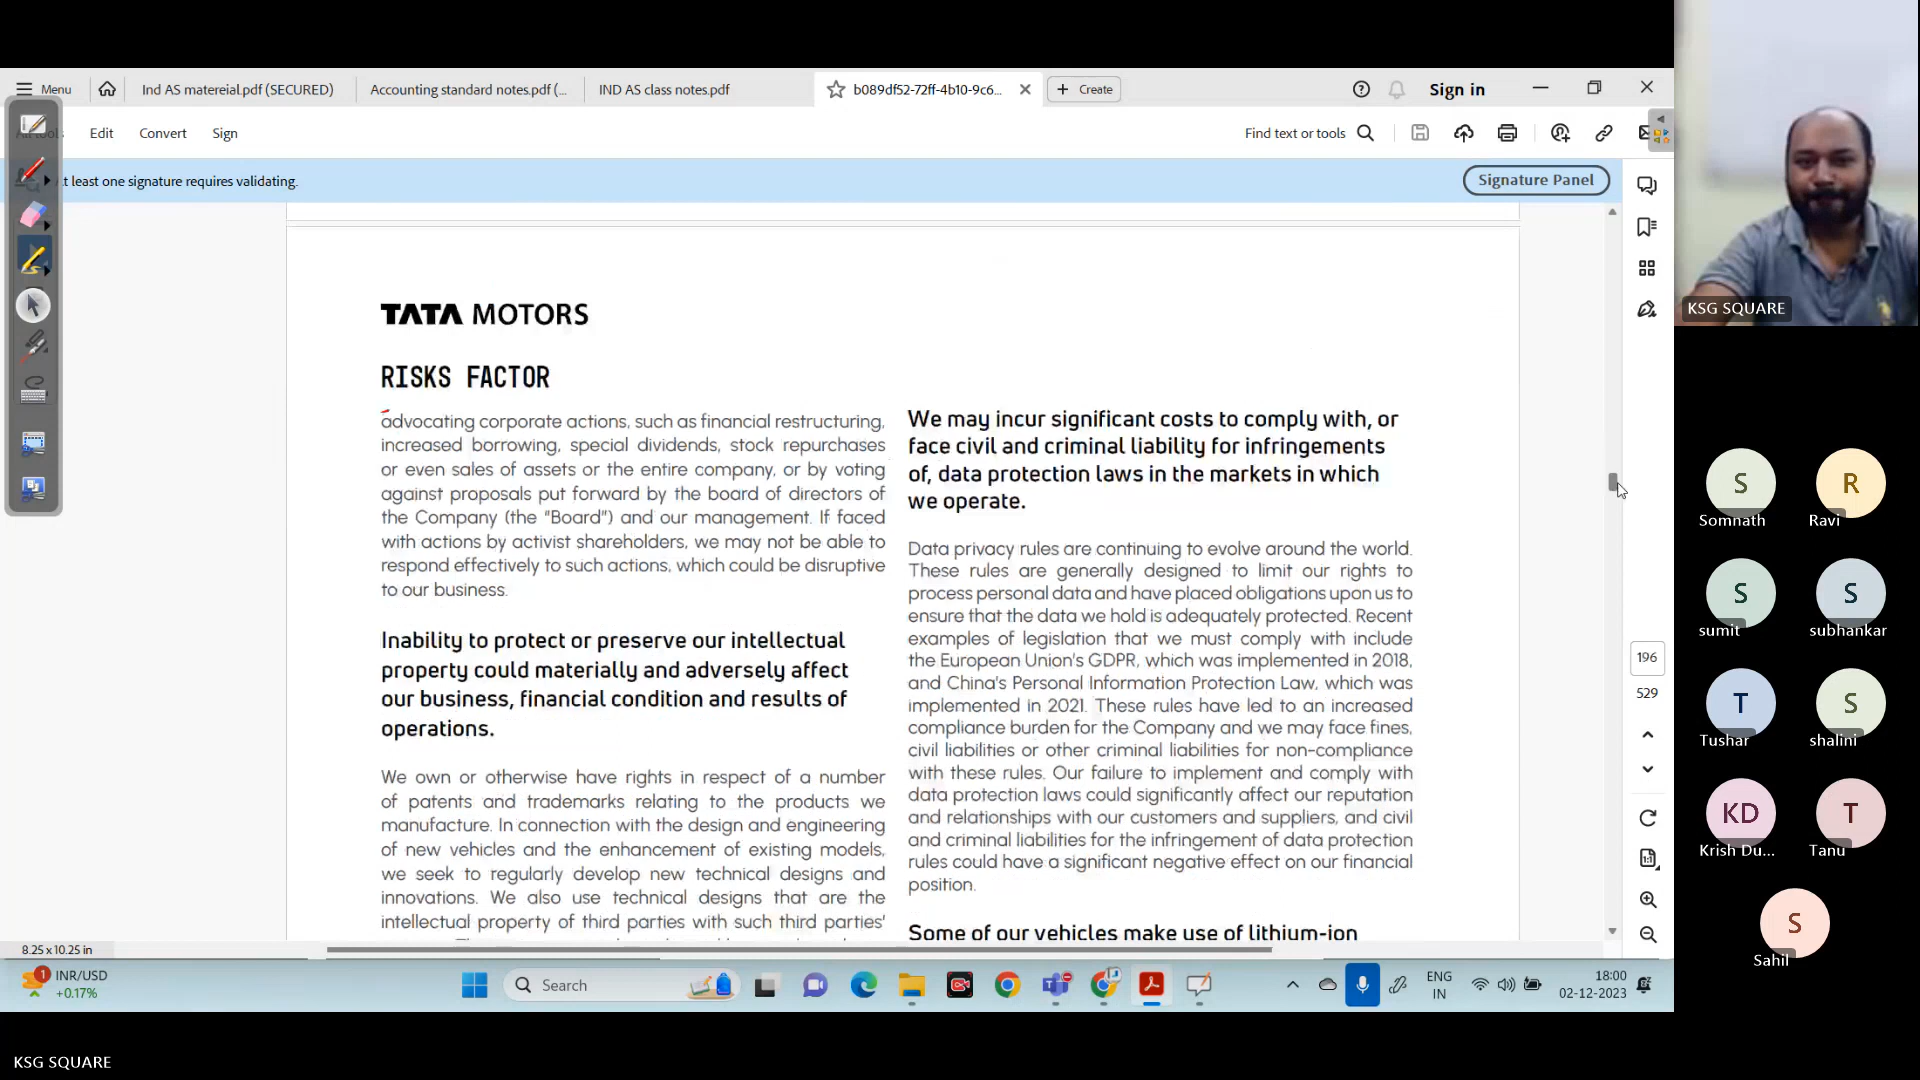 Menu
Ind AS matereial.pdf (SECURED)
Accounting standard notes.pdf (...
IND AS class notes.pdf
b089df52-72ff-4b10-9c6...
Create
Sign in
Edit
Convert
Sign
Find text or tools
t least one signature requires validating.
Signature Panel
TATA MOTORS
RISKS FACTOR
advocating corporate actions, such as financial restructuring,
increased borrowing, special dividends, stock repurchases
or even sales of assets or the entire company, or by voting
against proposals put forward by the board of directors of
the Company (the "Board") and our management. If faced
with actions by activist shareholders, we may not be able to
respond effectively to such actions, which could be disruptive
to our business.
Inability to protect or preserve our intellectual
property could materially and adversely affect
our business, financial condition and results of
operations.
We own or otherwise have rights in respect of a number
of patents and trademarks relating to the products we
manufacture. In connection with the design and engineering
of new vehicles and the enhancement of existing models,
we seek to regularly develop new technical designs and
innovations. We also use technical designs that are the
intellectual property of third parties with such third parties'
We may incur significant costs to comply with, or
face civil and criminal liability for infringements
of, data protection laws in the markets in which
we operate.
Data privacy rules are continuing to evolve around the world.
These rules are generally designed to limit our rights to
process personal data and have placed obligations upon us to
ensure that the data we hold is adequately protected. Recent
examples of legislation that we must comply with include
the European Union's GDPR, which was implemented in 2018,
and China's Personal Information Protection Law, which was
implemented in 2021. These rules have led to an increased
compliance burden for the Company and we may face fines,
civil liabilities or other criminal liabilities for non-compliance
with these rules. Our failure to implement and comply with
data protection laws could significantly affect our reputation
and relationships with our customers and suppliers, and civil
and criminal liabilities for the infringement of data protection
rules could have a significant negative effect on our financial
position.
Some of our vehicles make use of lithium-ion
196
529
8.25 x 10.25 in
1
INR/USD
+0.17%
Search
ENG
IN
18:00
02-12-2023
KSG SQUARE
S
Somnath
R
Ravi
S
sumit
S
subhankar
T
Tushar
S
shalini
KD
Krish Du...
T
Tanu
S
Sahil
KSG SQUARE